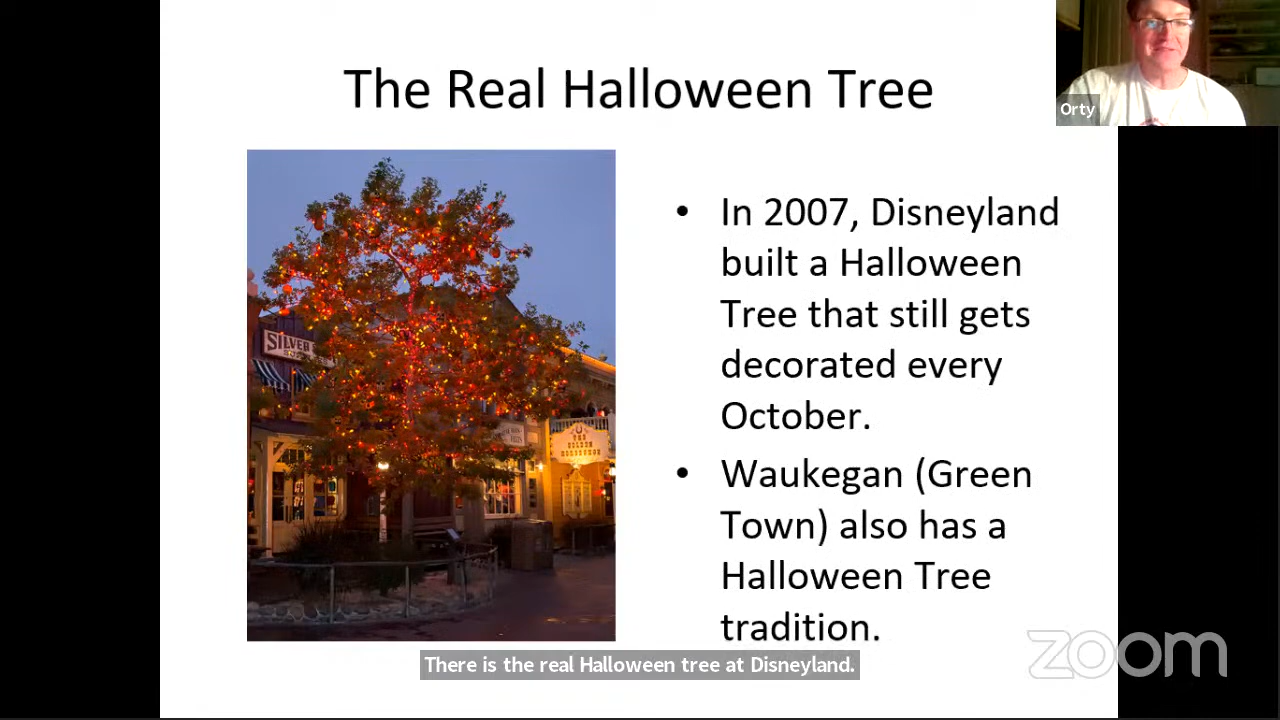 The Real Halloween Tree
Orty
SILVER
• In 2007, Disneyland
built a Halloween
Tree that still gets
decorated every
October.
• Waukegan (Green
Town) also has a
Halloween Tree
tradition.
THE
GOLDEN
HORSESHOE
There is the real Halloween tree at Disneyland.
zoom